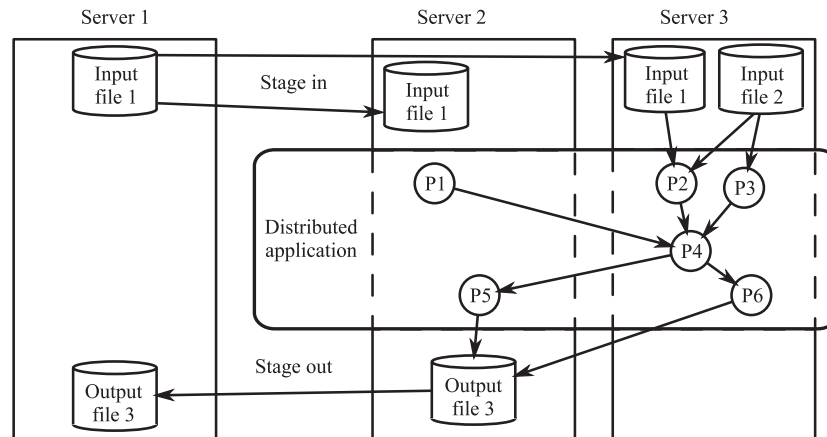 Server 1
Server 2
Server 3
Input
file 1
Stage in
Input
file 1
Input
file 1
Input
file 2
P1
P2
P3
Distributed
application
P4
P5
P6
Stage out
Output
file 3
Output
file 3